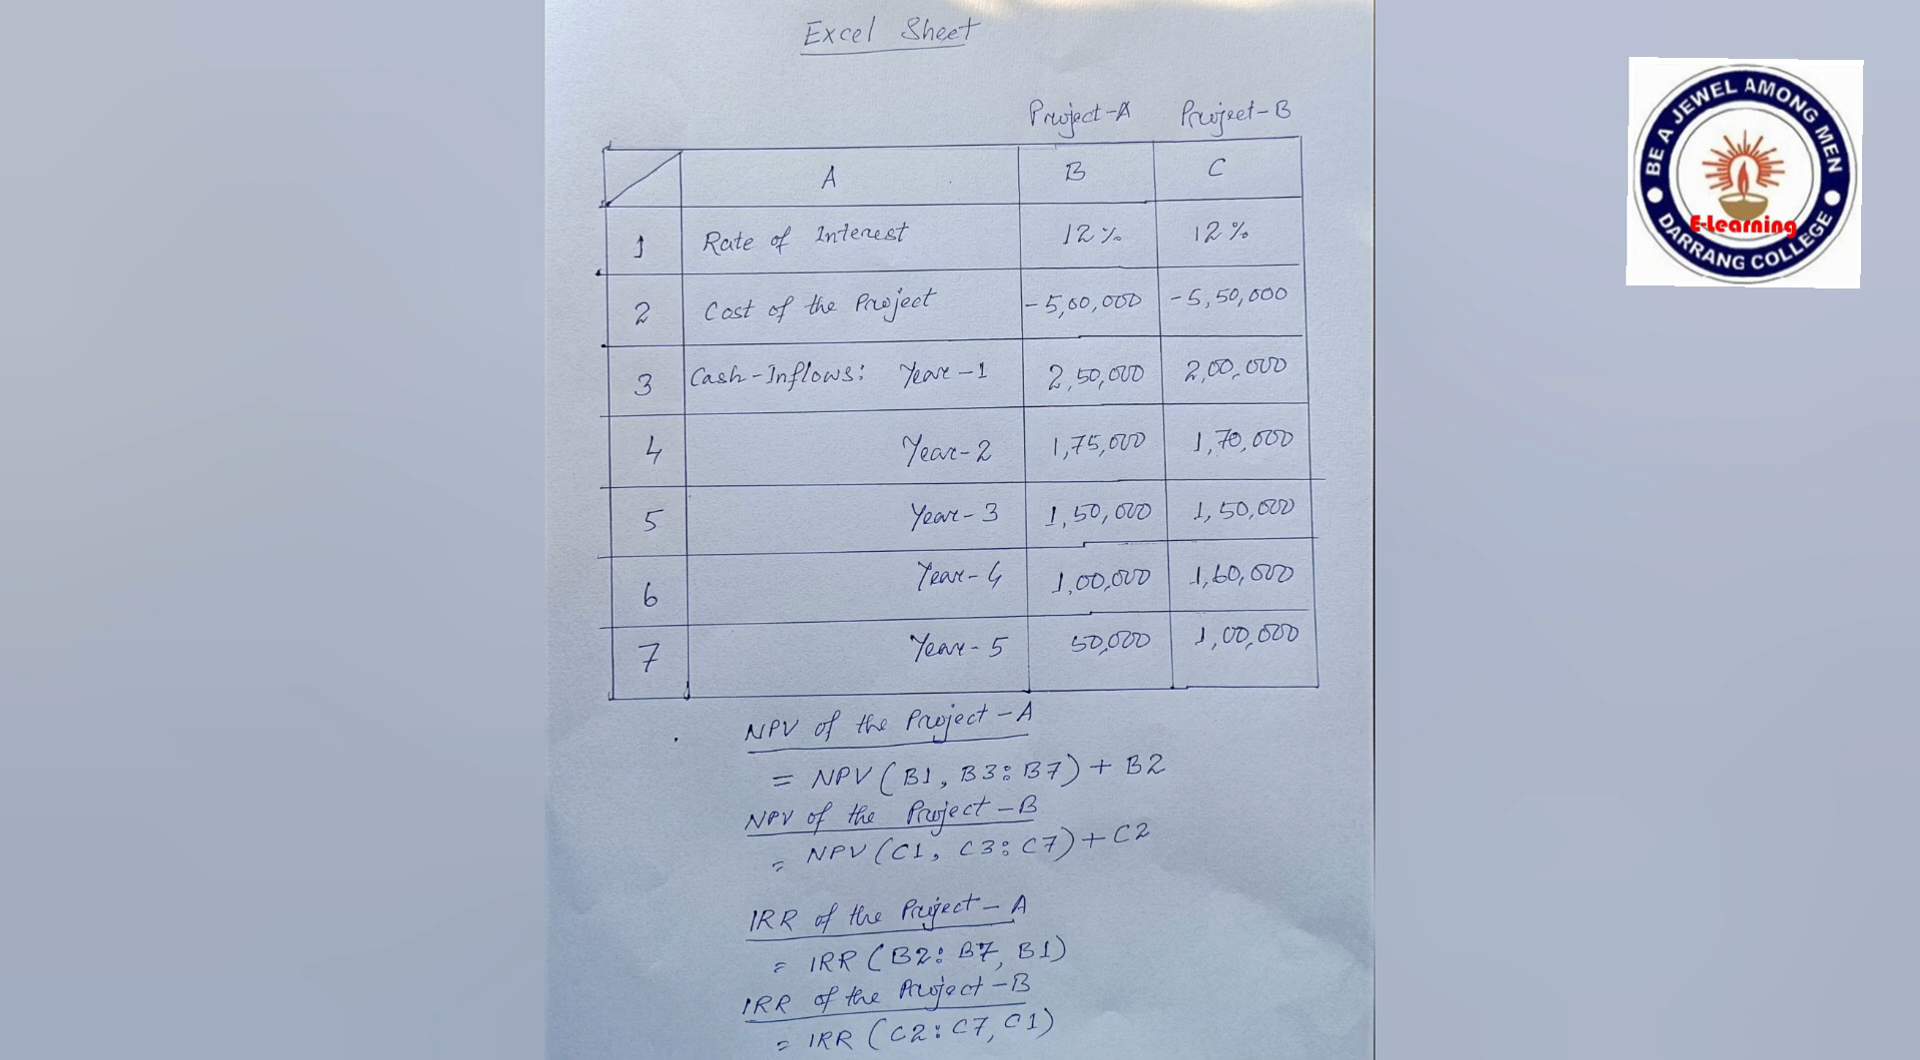 Excel Sheet
Project-A Project-B
A B C
1 Rate of Interest 12% 12%
2 Cost of the Project -5,00,000 -5,50,000
3 Cash-Inflows: Year-1 2,50,000 2,00,000
4 Year-2 1,75,000 1,70,000
5 Year-3 1,50,000 1,50,000
6 Year-4 1,00,000 1,60,000
7 Year-5 50,000 1,00,000
NPV of the Project-A
= NPV(B1, B3:B7)+B2
NPV of the Project-B
= NPV(C1, C3:C7)+C2
IRR of the Project-A
= IRR(B2:B7, B1)
IRR of the Project-B
= IRR(C2:C7, C1)
BE A JEWEL AMONG MEN
E-Learning
DARRANG COLLEGE